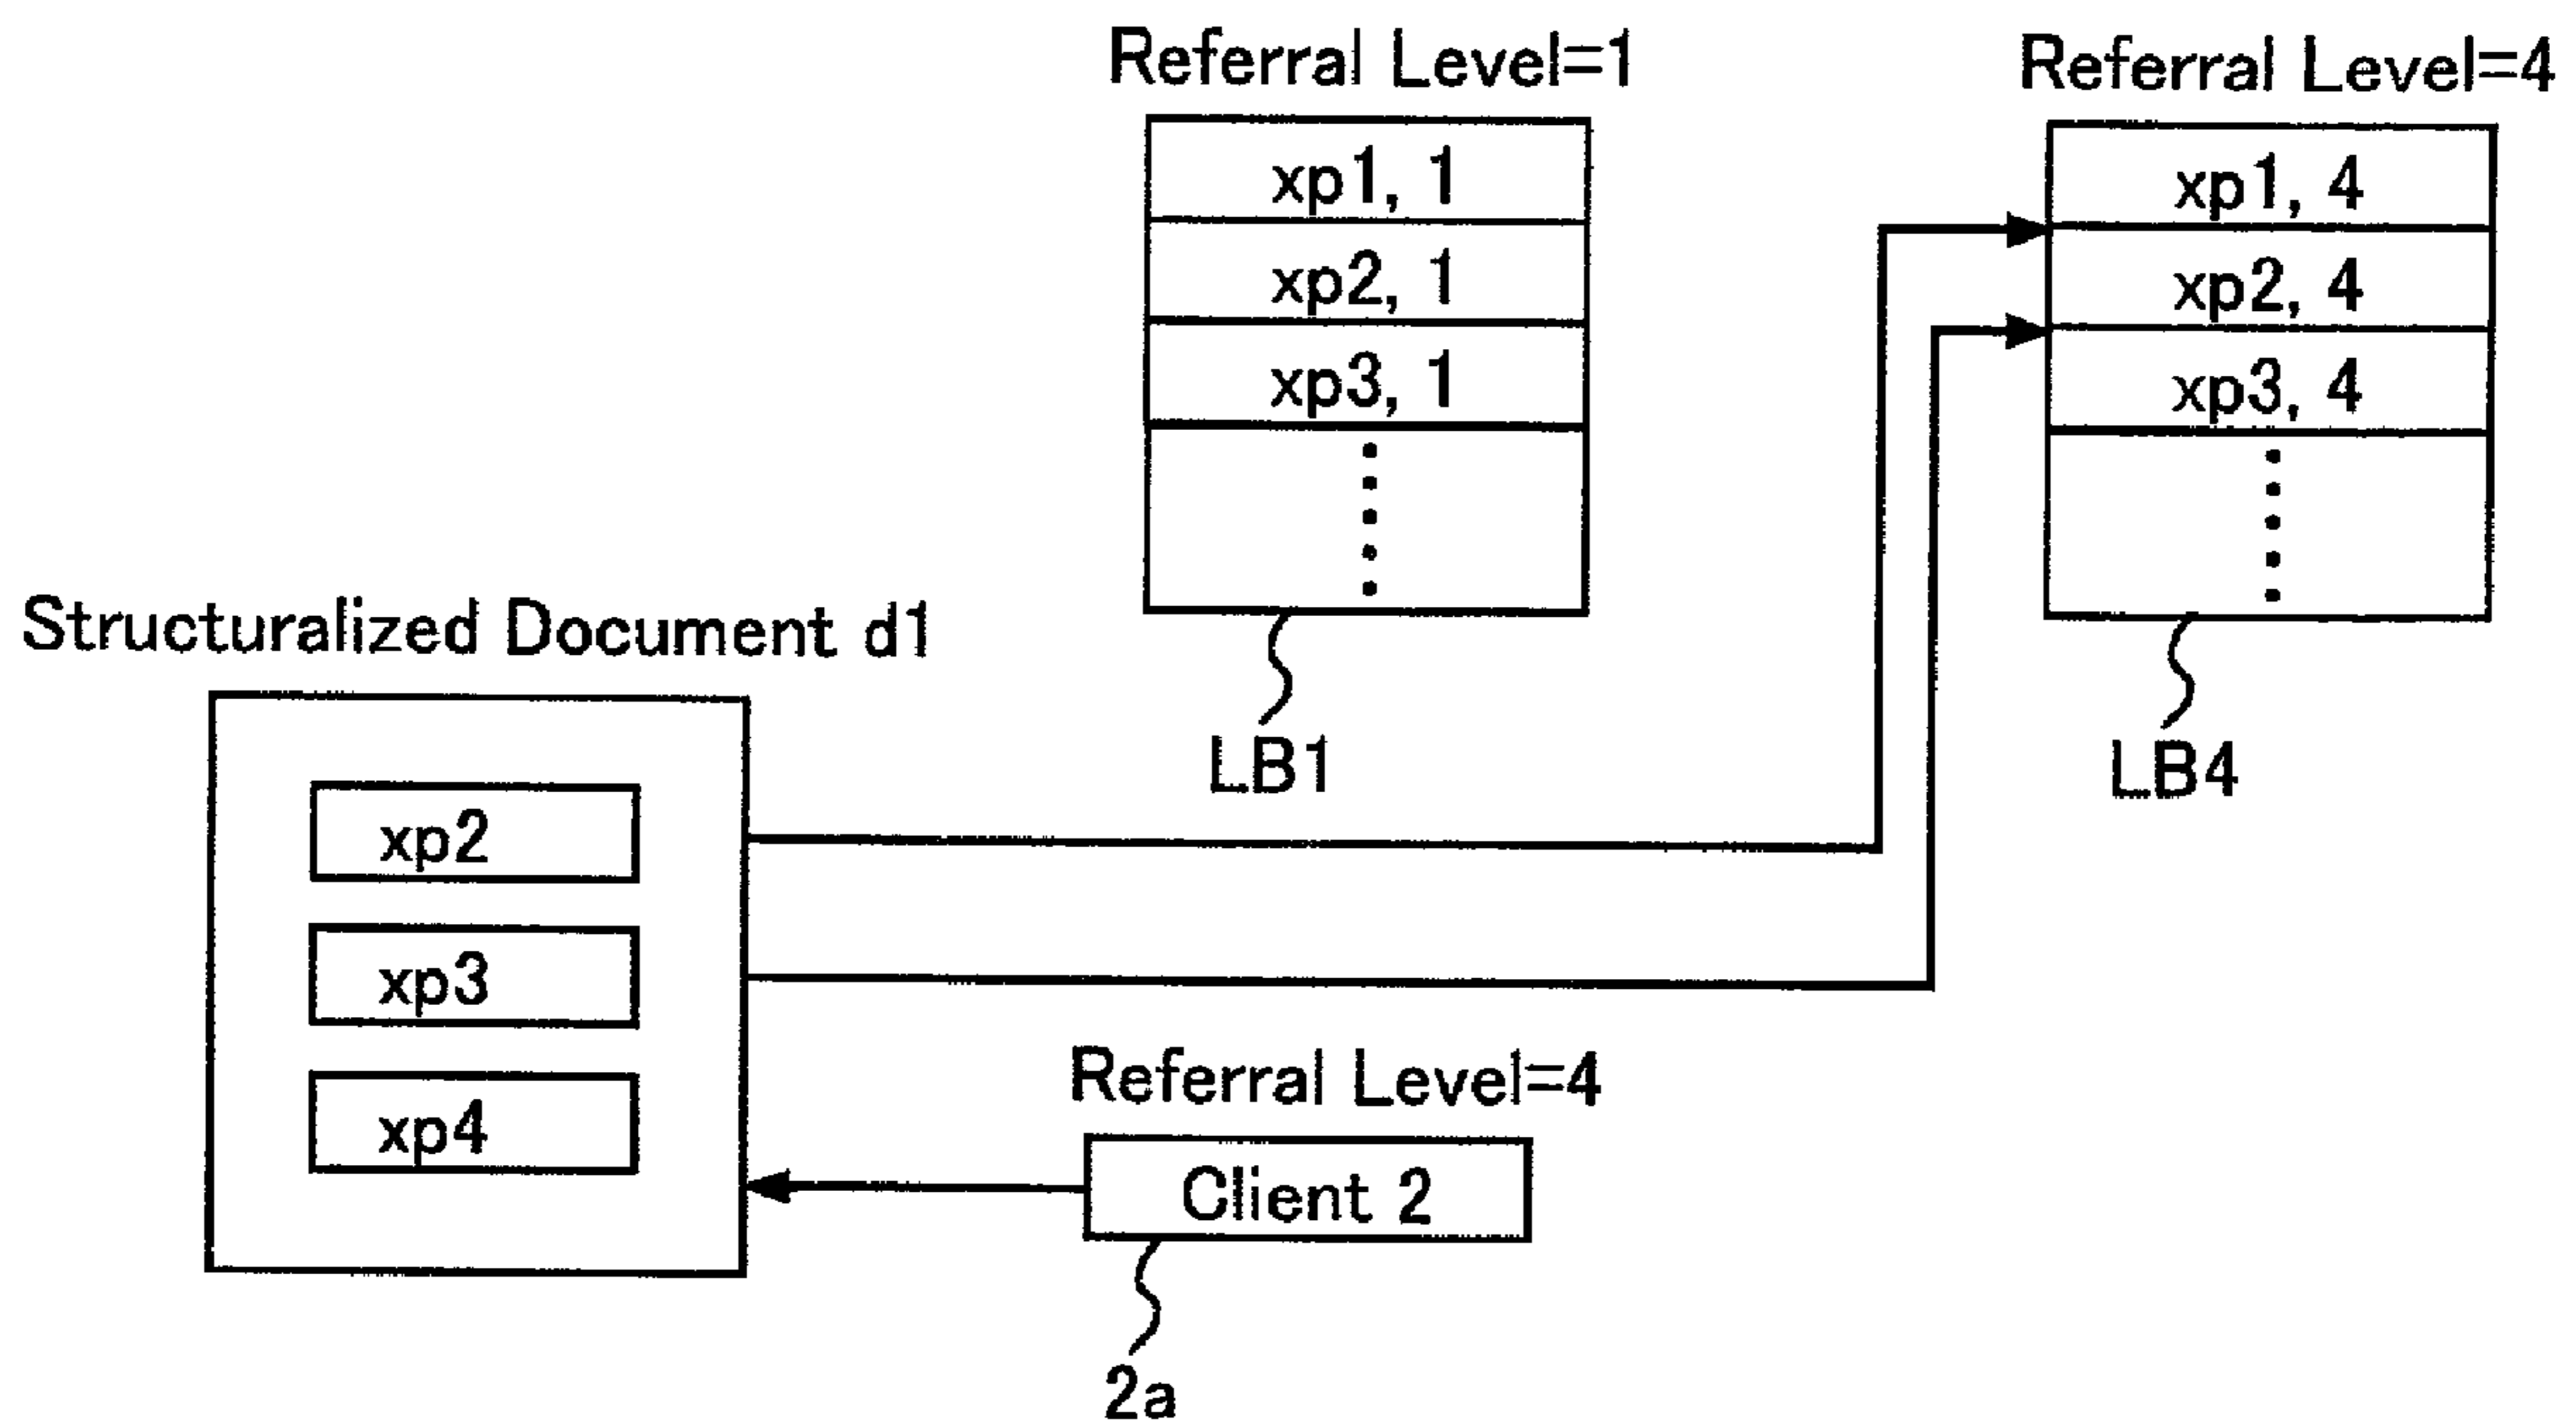 Referral Level=1
xp1, 1
xp2, 1
xp3, 1
LB1
Referral Level=4
xp1, 4
xp2, 4
xp3, 4
LB4
Structuralized Document d1
xp2
xp3
xp4
Referral Level=4
Client 2
2a